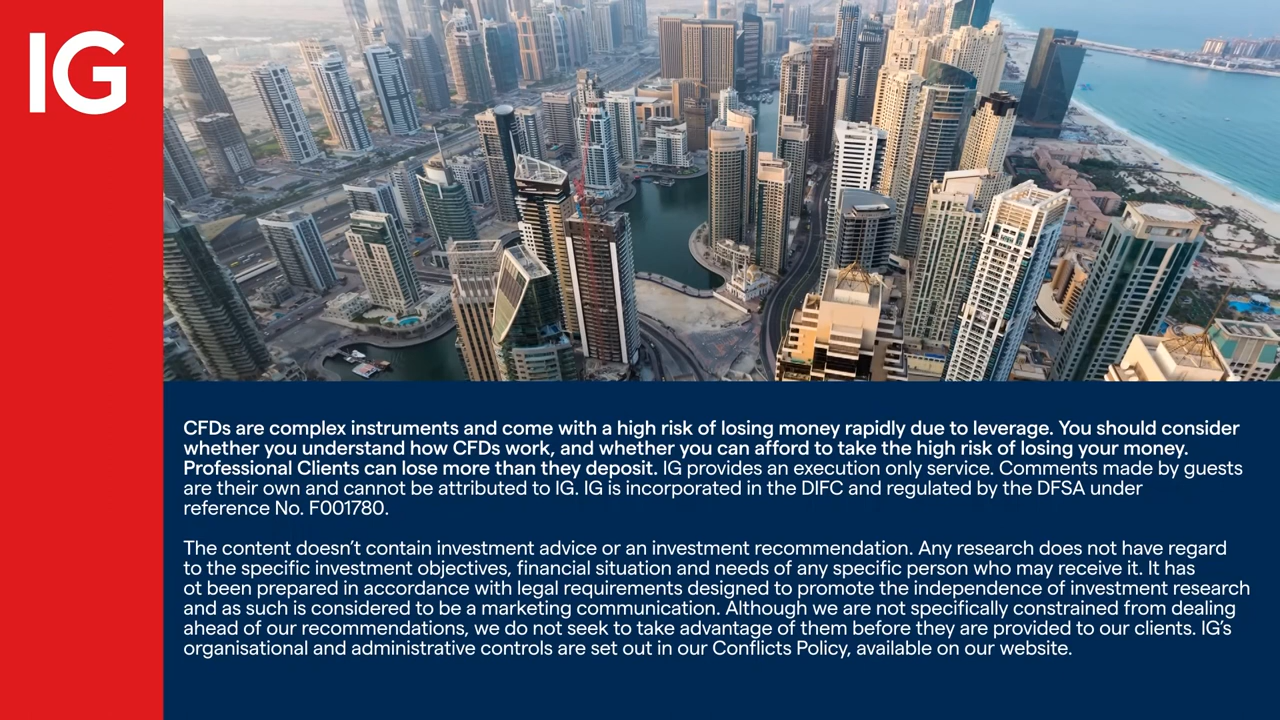 IG
CFDs are complex instruments and come with a high risk of losing money rapidly due to leverage. You should consider
whether you understand how CFDs work, and whether you can afford to take the high risk of losing your money.
Professional Clients can lose more than they deposit. IG provides an execution only service. Comments made by guests
are their own and cannot be attributed to IG. IG is incorporated in the DIFC and regulated by the DFSA under
reference No. F001780.
The content doesn’t contain investment advice or an investment recommendation. Any research does not have regard
to the specific investment objectives, financial situation and needs of any specific person who may receive it. It has
ot been prepared in accordance with legal requirements designed to promote the independence of investment research
and as such is considered to be a marketing communication. Although we are not specifically constrained from dealing
ahead of our recommendations, we do not seek to take advantage of them before they are provided to our clients. IG’s
organisational and administrative controls are set out in our Conflicts Policy, available on our website.